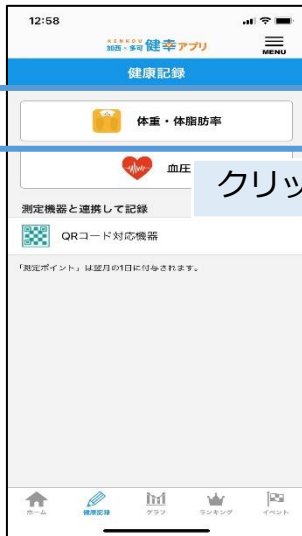 12:58
KENKOU
加西・多可 健幸アプリ
MENU
健康記録
体重・体脂肪率
血圧
クリッ
測定機器と連携して記録
QRコード対応機器
「測定ポイント」は翌月の1日に付与されます。
ホーム
健康記録
グラフ
ランキング
イベント